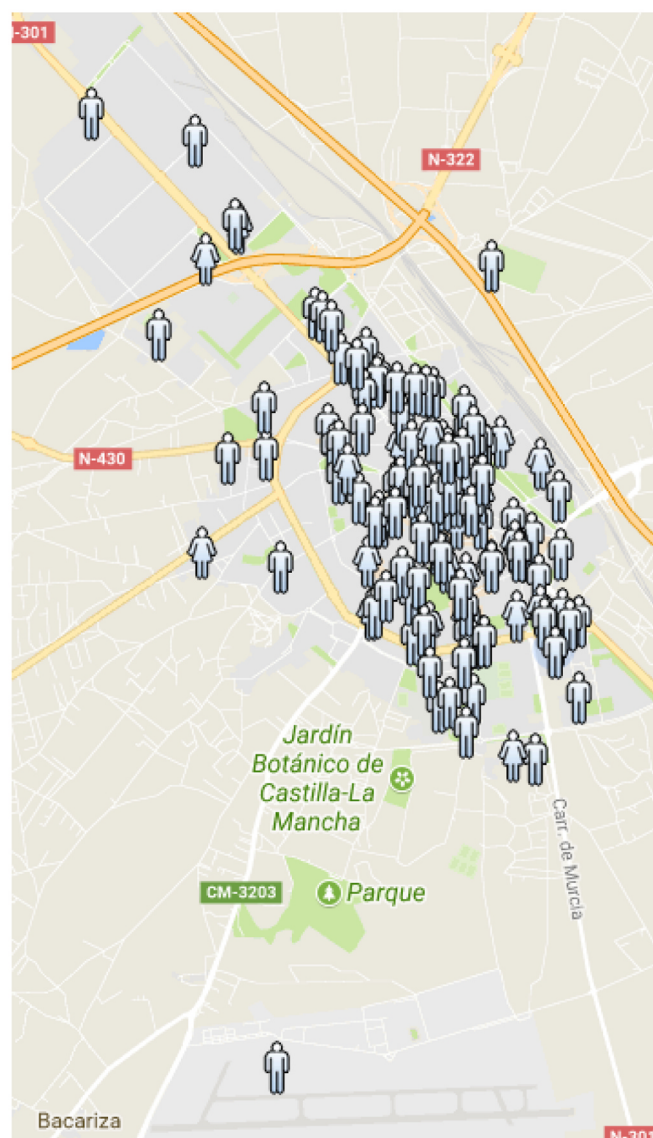 N-301
N-322
N-430
Jardín
Botánico de
Castilla-La
Mancha
CM-3203
Parque
Carr. de Murcia
Bacariza
N-301